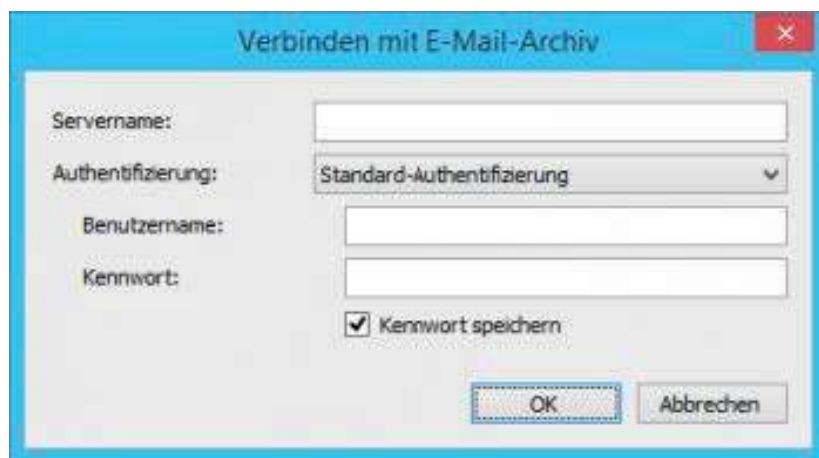 Verbinden mit E-Mail-Archiv
Servername:
Authentifizierung: Standard-Authentifizierung
Benutzername:
Kennwort:
Kennwort speichern
OK Abbrechen